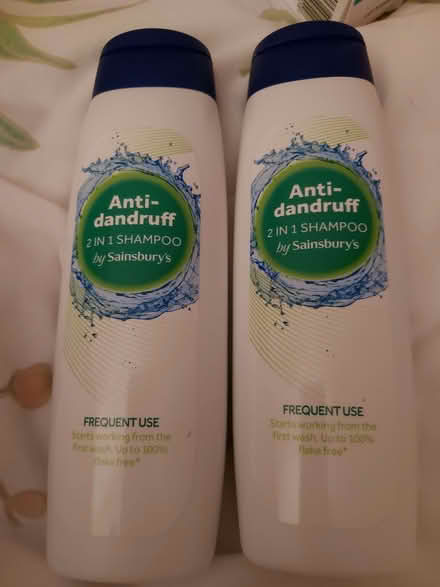 Anti-
dandruff
2 IN 1 SHAMPOO
by Sainsbury's
FREQUENT USE
Starts working from the
first wash. Up to 100%
flake free*
Anti-
dandruff
2 IN 1 SHAMPOO
by Sainsbury's
FREQUENT USE
Starts working from the
first wash. Up to 100%
flake free*